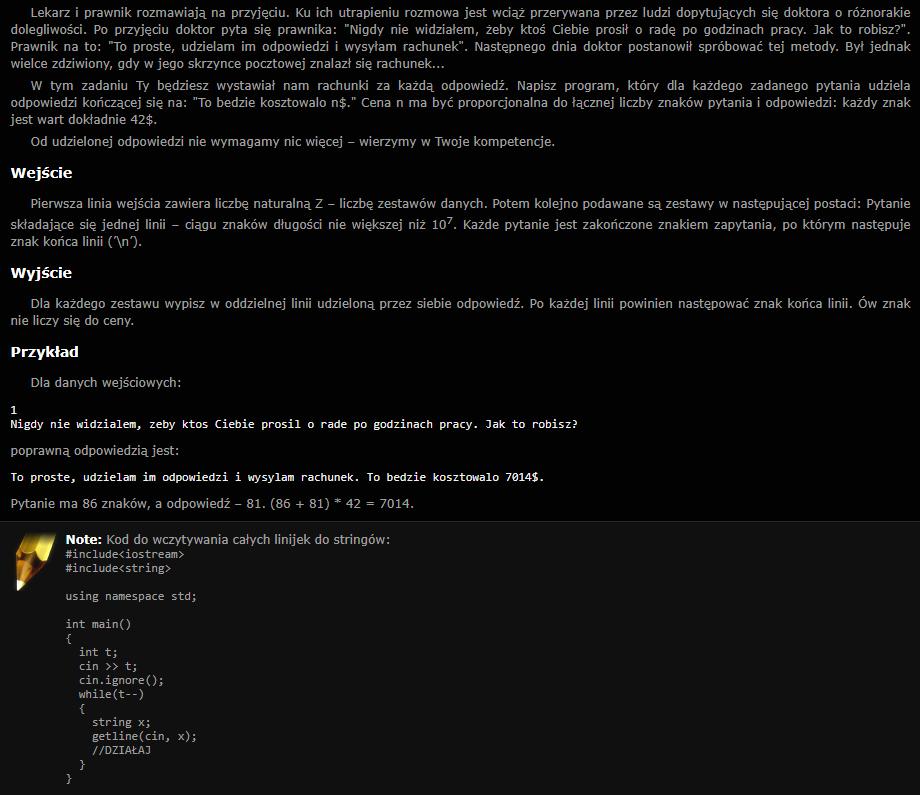 Lekarz i prawnik rozmawiają na przyjęciu. Ku ich utrapieniu rozmowa jest wciąż przerywana przez ludzi dopytujących się doktora o różnorakie
dolegliwości. Po przyjęciu doktor pyta się prawnika: "Nigdy nie widziałem, żeby ktoś Ciebie prosił o radę po godzinach pracy. Jak to robisz?".
Prawnik na to: "To proste, udzielam im odpowiedzi i wysyłam rachunek". Następnego dnia doktor postanowił spróbować tej metody. Był jednak
wielce zdziwiony, gdy w jego skrzynce pocztowej znalazł się rachunek...
W tym zadaniu Ty będziesz wystawiał nam rachunki za każdą odpowiedź. Napisz program, który dla każdego zadanego pytania udziela
odpowiedzi kończącej się na: "To bedzie kosztowalo n$." Cena n ma być proporcjonalna do łącznej liczby znaków pytania i odpowiedzi: każdy znak
jest wart dokładnie 42$.
Od udzielonej odpowiedzi nie wymagamy nic więcej – wierzymy w Twoje kompetencje.
Wejście
Pierwsza linia wejścia zawiera liczbę naturalną Z – liczbę zestawów danych. Potem kolejno podawane są zestawy w następującej postaci: Pytanie
składające się jednej linii – ciągu znaków długości nie większej niż 10⁷. Każde pytanie jest zakończone znakiem zapytania, po którym następuje
znak końca linii ('\n').
Wyjście
Dla każdego zestawu wypisz w oddzielnej linii udzieloną przez siebie odpowiedź. Po każdej linii powinien następować znak końca linii. Ów znak
nie liczy się do ceny.
Przykład
Dla danych wejściowych:
1
Nigdy nie widzialem, zeby ktos Ciebie prosil o rade po godzinach pracy. Jak to robisz?
poprawną odpowiedzią jest:
To proste, udzielam im odpowiedzi i wysylam rachunek. To bedzie kosztowalo 7014$.
Pytanie ma 86 znaków, a odpowiedź – 81. (86 + 81) * 42 = 7014.
Note: Kod do wczytywania całych linijek do stringów:
#include<iostream>
#include<string>
using namespace std;
int main()
{
int t;
cin >> t;
cin.ignore();
while(t--)
{
string x;
getline(cin, x);
//DZIAŁAJ
}
}